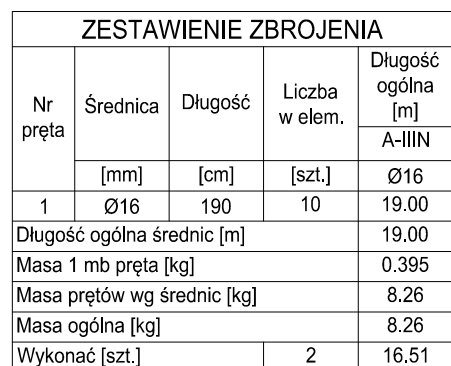 ZESTAWIENIE ZBROJENIA
Nr pręta Średnica Długość Liczba w elem. Długość ogólna [m]
A-IIIN
[mm] [cm] [szt.] Ø16
1 Ø16 190 10 19.00
Długość ogólna średnic [m] 19.00
Masa 1 mb pręta [kg] 0.395
Masa prętów wg średnic [kg] 8.26
Masa ogólna [kg] 8.26
Wykonać [szt.] 2 16.51